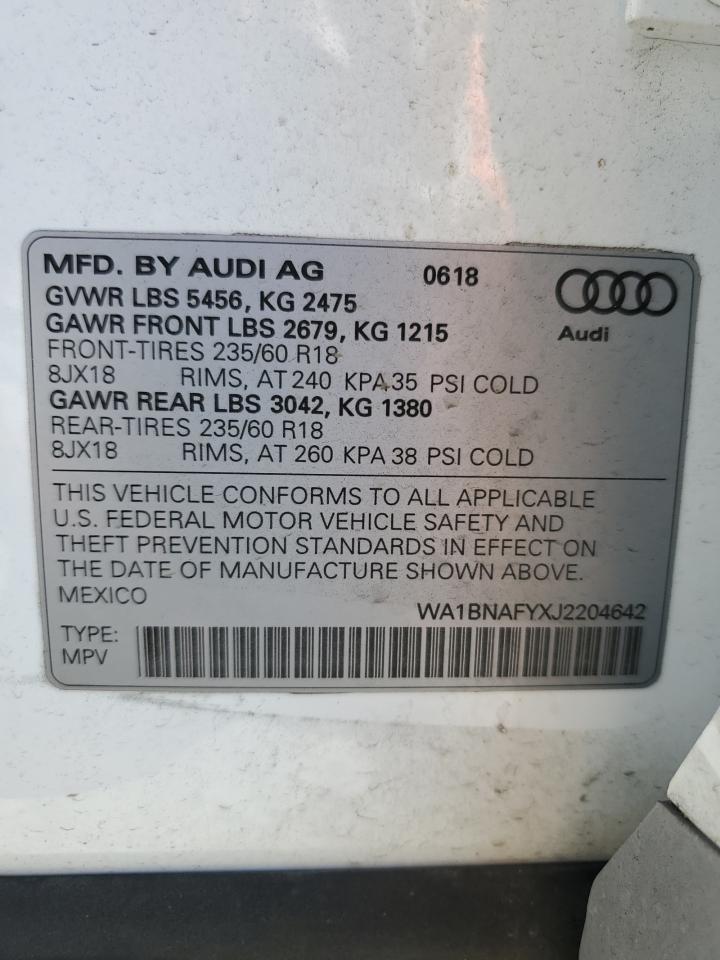 MFD. BY AUDI AG 0618
GVWR LBS 5456, KG 2475
GAWR FRONT LBS 2679, KG 1215
Audi
FRONT-TIRES 235/60 R18
8JX18 RIMS, AT 240 KPA 35 PSI COLD
GAWR REAR LBS 3042, KG 1380
REAR-TIRES 235/60 R18
8JX18 RIMS, AT 260 KPA 38 PSI COLD
THIS VEHICLE CONFORMS TO ALL APPLICABLE
U.S. FEDERAL MOTOR VEHICLE SAFETY AND
THEFT PREVENTION STANDARDS IN EFFECT ON
THE DATE OF MANUFACTURE SHOWN ABOVE.
MEXICO
WA1BNAFYXJ2204642
TYPE:
MPV